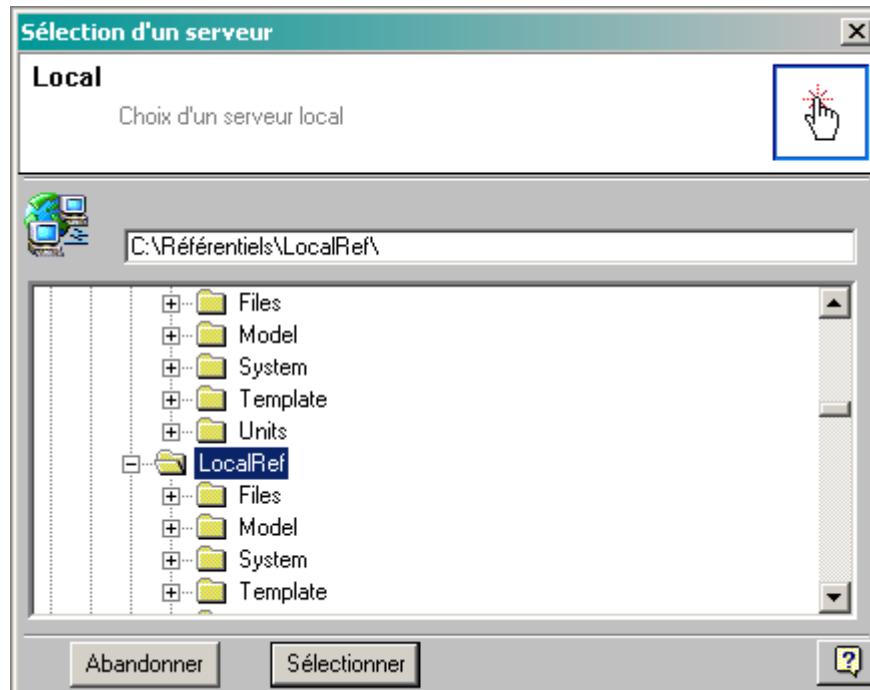 Sélection d'un serveur
Local
Choix d'un serveur local
C:\Référentiels\LocalRef\
Files
Model
System
Template
Units
LocalRef
Files
Model
System
Template
Abandonner
Sélectionner